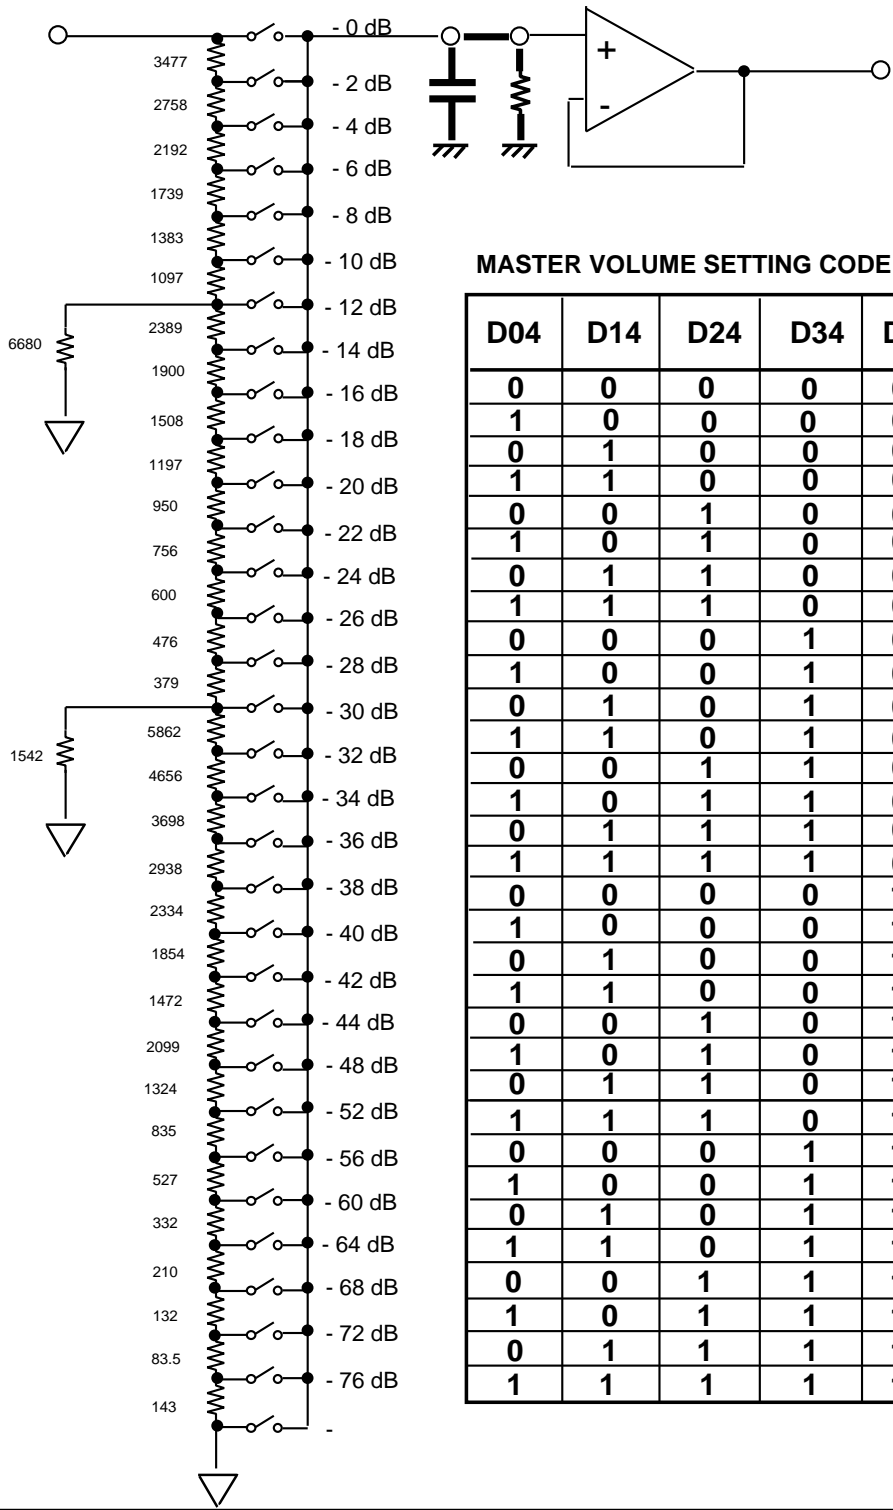 - 0 dB
3477
- 2 dB
2758
- 4 dB
2192
- 6 dB
1739
- 8 dB
1383
- 10 dB
1097
- 12 dB
6680
2389
- 14 dB
1900
- 16 dB
1508
- 18 dB
1197
- 20 dB
950
- 22 dB
756
- 24 dB
600
- 26 dB
476
- 28 dB
379
- 30 dB
1542
5862
- 32 dB
4656
- 34 dB
3698
- 36 dB
2938
- 38 dB
2334
- 40 dB
1854
- 42 dB
1472
- 44 dB
2099
- 48 dB
1324
- 52 dB
835
- 56 dB
527
- 60 dB
332
- 64 dB
210
- 68 dB
132
- 72 dB
83.5
- 76 dB
143
-
+
-
MASTER VOLUME SETTING CODE
D04 D14 D24 D34 D
0 0 0 0
1 0 0 0
0 1 0 0
1 1 0 0
0 0 1 0
1 0 1 0
0 1 1 0
1 1 1 0
0 0 0 1
1 0 0 1
0 1 0 1
1 1 0 1
0 0 1 1
1 0 1 1
0 1 1 1
1 1 1 1
0 0 0 0
1 0 0 0
0 1 0 0
1 1 0 0
0 0 1 0
1 0 1 0
0 1 1 0
1 1 1 0
0 0 0 1
1 0 0 1
0 1 0 1
1 1 0 1
0 0 1 1
1 0 1 1
0 1 1 1
1 1 1 1